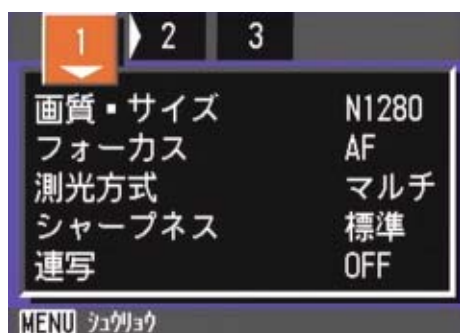 1 2 3
画質・サイズ N1280
フォーカス AF
測光方式 マルチ
シャープネス 標準
連写 OFF
MENU ｼｭｳﾘｮｳ